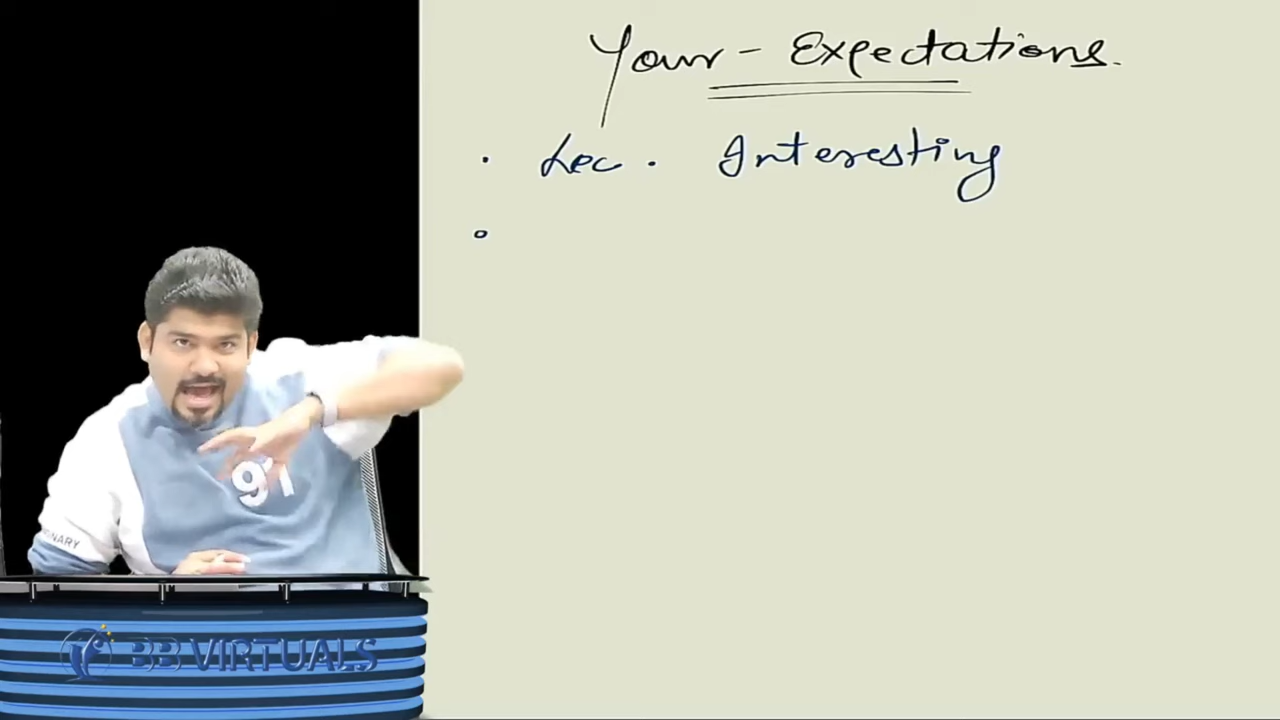 Your - Expectations.
• Lec. Interesting
•
91
BB VIRTUALS